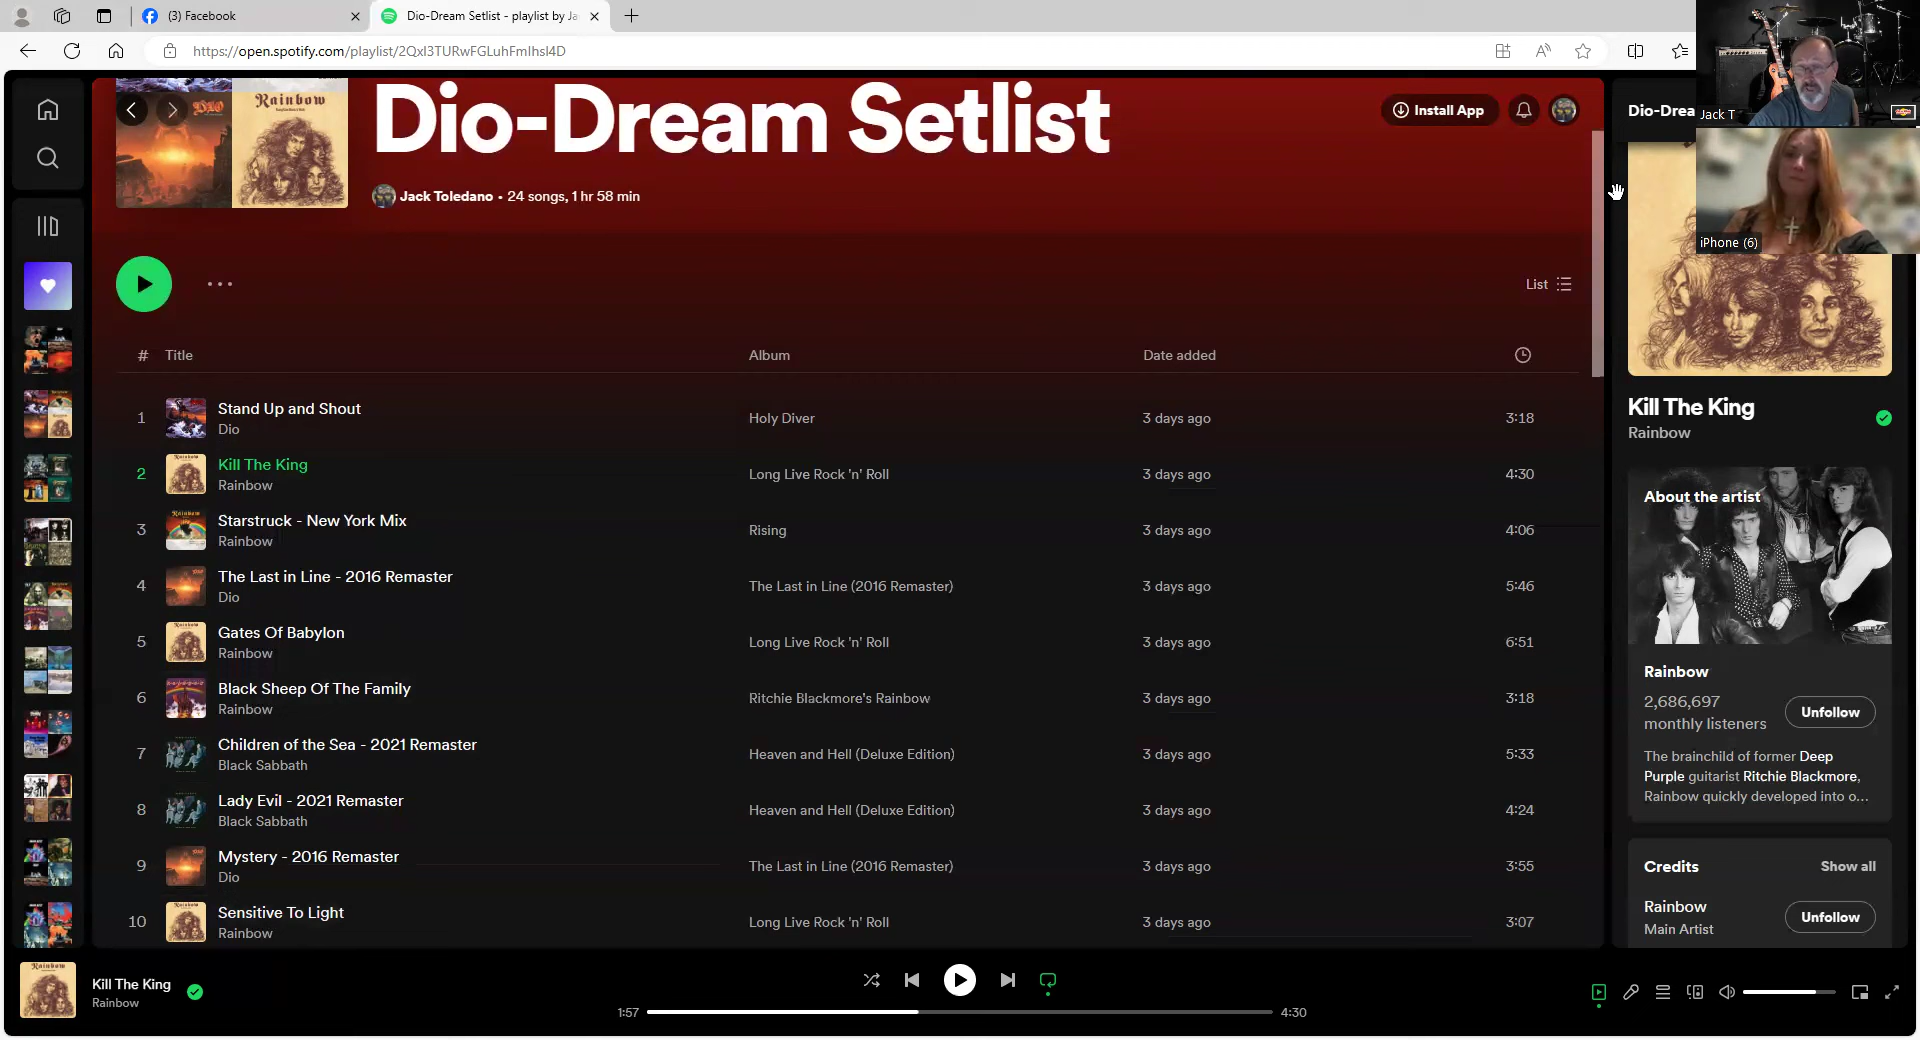 (3) Facebook
Dio-Dream Setlist - playlist by Ja
https://open.spotify.com/playlist/2QxI3TURwFGLuhFmIhsI4D
Rainbow
DIO
Dio-Dream Setlist
Jack Toledano • 24 songs, 1 hr 58 min
Install App
Dio-Drea
Jack T
iPhone (6)
List
# Title Album Date added
1 Stand Up and Shout Holy Diver 3 days ago 3:18
Dio
2 Kill The King Long Live Rock 'n' Roll 3 days ago 4:30
Rainbow
3 Starstruck - New York Mix Rising 3 days ago 4:06
Rainbow
4 The Last in Line - 2016 Remaster The Last in Line (2016 Remaster) 3 days ago 5:46
Dio
5 Gates Of Babylon Long Live Rock 'n' Roll 3 days ago 6:51
Rainbow
6 Black Sheep Of The Family Ritchie Blackmore's Rainbow 3 days ago 3:18
Rainbow
7 Children of the Sea - 2021 Remaster Heaven and Hell (Deluxe Edition) 3 days ago 5:33
Black Sabbath
8 Lady Evil - 2021 Remaster Heaven and Hell (Deluxe Edition) 3 days ago 4:24
Black Sabbath
9 Mystery - 2016 Remaster The Last in Line (2016 Remaster) 3 days ago 3:55
Dio
10 Sensitive To Light Long Live Rock 'n' Roll 3 days ago 3:07
Rainbow
Kill The King
Rainbow
About the artist
Rainbow
2,686,697
monthly listeners
Unfollow
The brainchild of former Deep
Purple guitarist Ritchie Blackmore,
Rainbow quickly developed into o...
Credits Show all
Rainbow
Main Artist
Unfollow
Kill The King
Rainbow
1:57
4:30